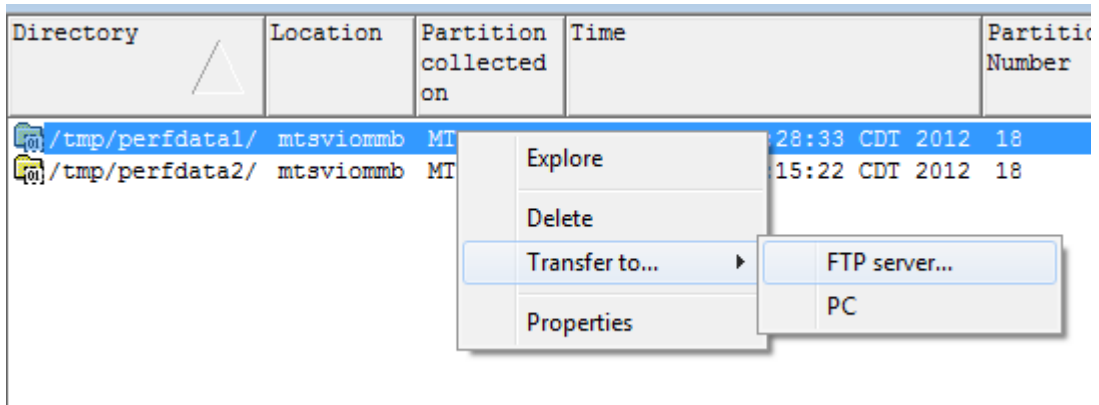 Directory Location Partition Time Partitio
collected Number
on
/tmp/perfdata1/ mtsviommb MT :28:33 CDT 2012 18
/tmp/perfdata2/ mtsviommb MT :15:22 CDT 2012 18
Explore
Delete
Transfer to...
FTP server...
PC
Properties